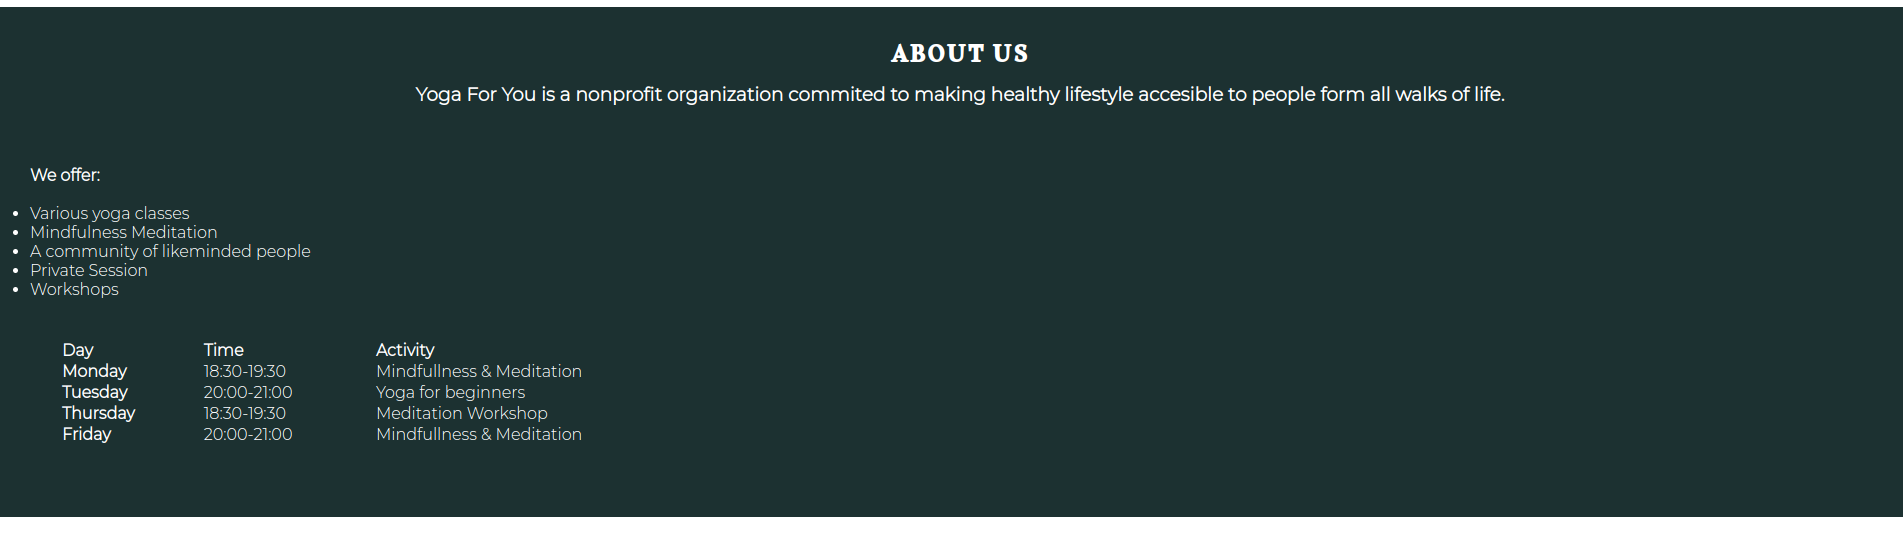 ABOUT US
Yoga For You is a nonprofit organization commited to making healthy lifestyle accesible to people form all walks of life.
We offer:
• Various yoga classes
• Mindfulness Meditation
• A community of likeminded people
• Private Session
• Workshops
Day Time Activity
Monday 18:30-19:30 Mindfullness & Meditation
Tuesday 20:00-21:00 Yoga for beginners
Thursday 18:30-19:30 Meditation Workshop
Friday 20:00-21:00 Mindfullness & Meditation